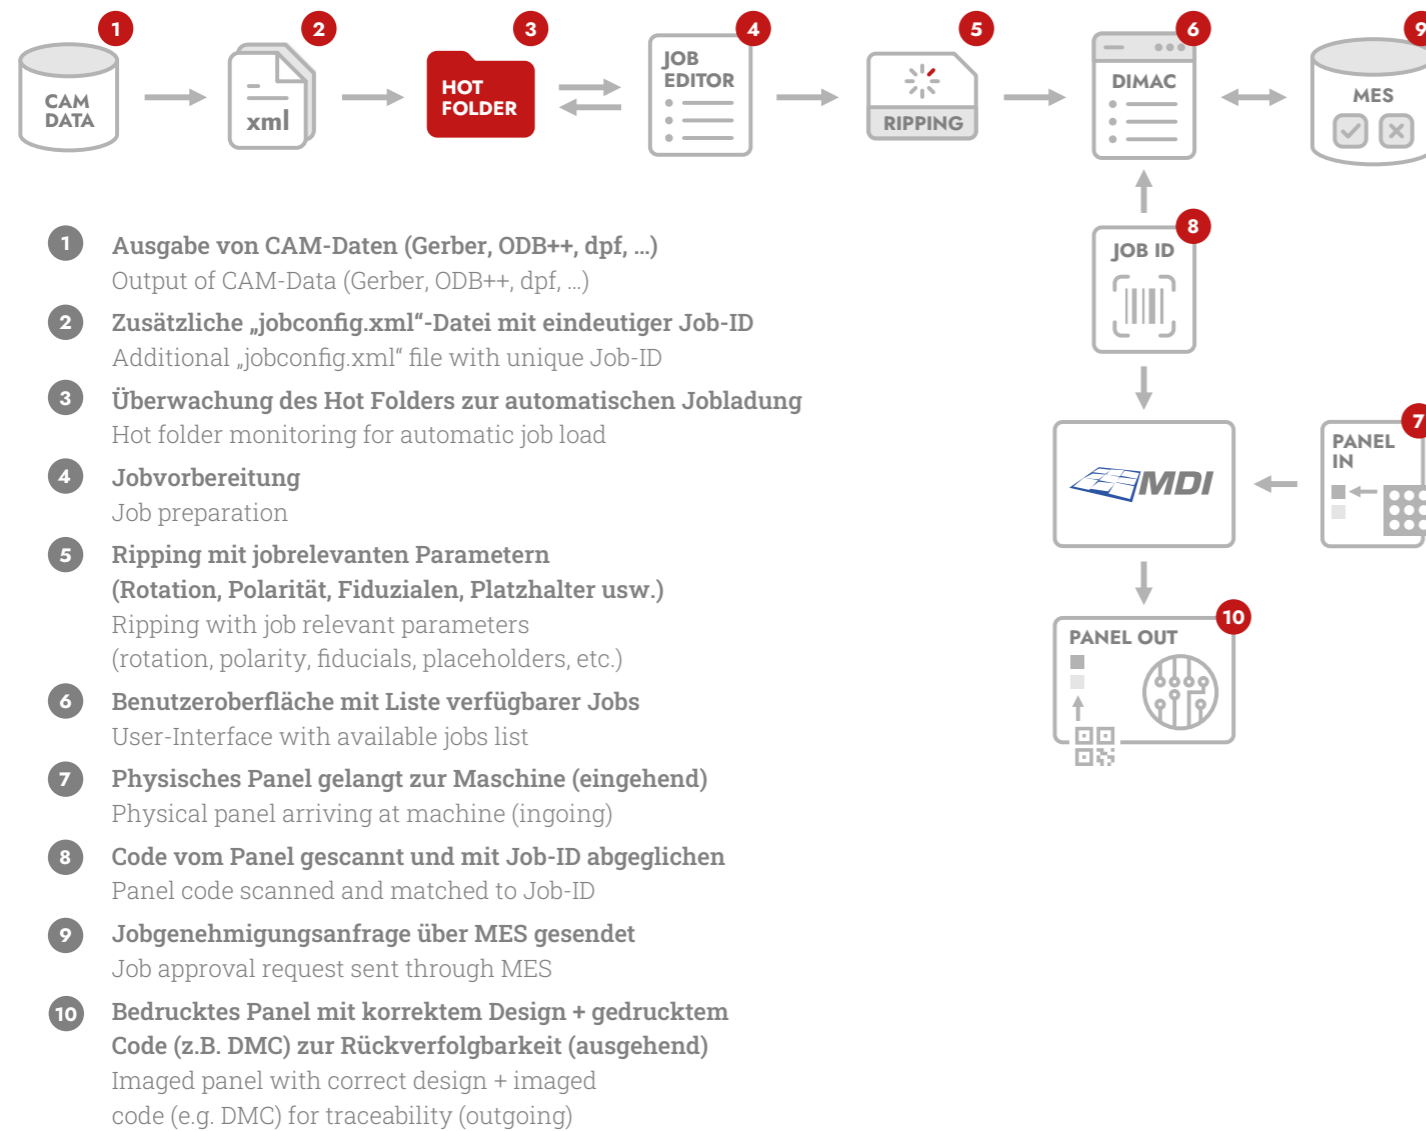 1
2
3
4
5
6
9
CAM
DATA
xml
HOT
FOLDER
JOB
EDITOR
RIPPING
DIMAC
MES
8
JOB ID
7
PANEL
IN
MDI
10
PANEL OUT
1 Ausgabe von CAM-Daten (Gerber, ODB++, dpf, ...)
Output of CAM-Data (Gerber, ODB++, dpf, ...)
2 Zusätzliche „jobconfig.xml“-Datei mit eindeutiger Job-ID
Additional „jobconfig.xml“ file with unique Job-ID
3 Überwachung des Hot Folders zur automatischen Jobladung
Hot folder monitoring for automatic job load
4 Jobvorbereitung
Job preparation
5 Ripping mit jobrelevanten Parametern
(Rotation, Polarität, Fiduzialen, Platzhalter usw.)
Ripping with job relevant parameters
(rotation, polarity, fiducials, placeholders, etc.)
6 Benutzeroberfläche mit Liste verfügbarer Jobs
User-Interface with available jobs list
7 Physisches Panel gelangt zur Maschine (eingehend)
Physical panel arriving at machine (ingoing)
8 Code vom Panel gescannt und mit Job-ID abgeglichen
Panel code scanned and matched to Job-ID
9 Jobgenehmigungsanfrage über MES gesendet
Job approval request sent through MES
10 Bedrucktes Panel mit korrektem Design + gedrucktem
Code (z.B. DMC) zur Rückverfolgbarkeit (ausgehend)
Imaged panel with correct design + imaged
code (e.g. DMC) for traceability (outgoing)